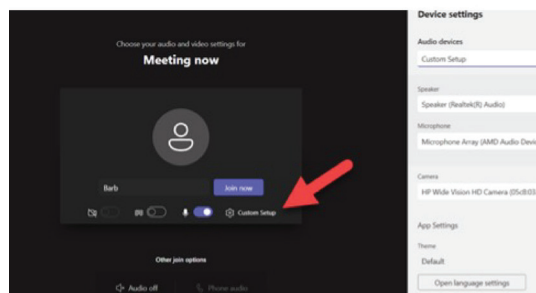 Choose your audio and video settings for
Meeting now
Barb
Join now
Custom Setup
Other join options
Audio off
Phone audio
Device settings
Audio devices
Custom Setup
Speaker
Speaker (Realtek(R) Audio)
Microphone
Microphone Array (AMD Audio Devi
Camera
HP Wide Vision HD Camera (05c8:03
App Settings
Theme
Default
Open language settings